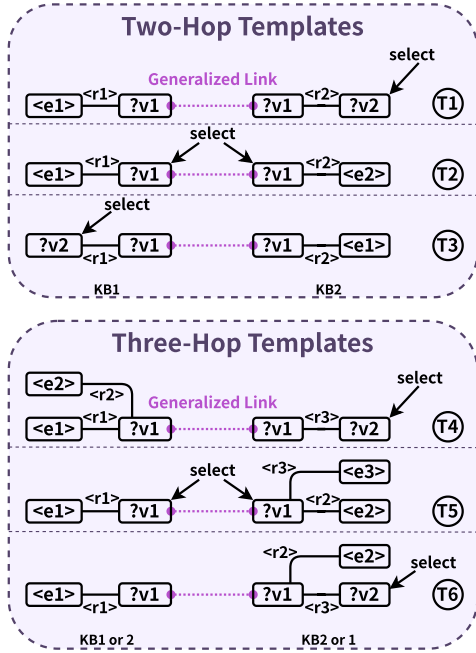 Two-Hop Templates
select
Generalized Link
<r1> <r2>
<e1> ?v1 ?v1 ?v2 T1
select
<r1> <r2>
<e1> ?v1 ?v1 <e2> T2
select
?v2 ?v1 ?v1 <e1> T3
<r1> <r2>
KB1 KB2
Three-Hop Templates
select
<e2>
<r2>
Generalized Link
<r1> <r3>
<e1> ?v1 ?v1 ?v2 T4
<r3> <e3>
select
<r1> <r2>
<e1> ?v1 ?v1 <e2> T5
<r2> <e2>
select
<e1> ?v1 ?v1 ?v2 T6
<r1> <r3>
KB1 or 2 KB2 or 1